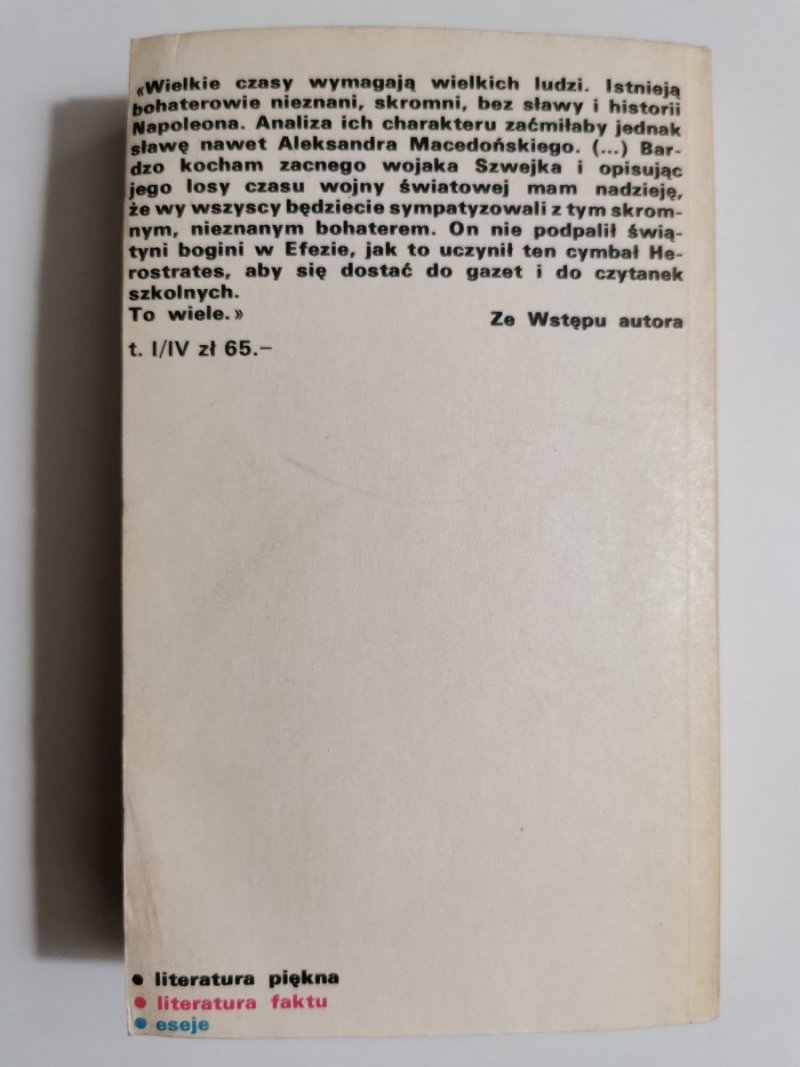 «Wielkie czasy wymagają wielkich ludzi. Istnieją
bohaterowie nieznani, skromni, bez sławy i historii
Napoleona. Analiza ich charakteru zaćmiłaby jednak
sławę nawet Aleksandra Macedońskiego. (...) Bar-
dzo kocham zacnego wojaka Szwejka i opisując
jego losy czasu wojny światowej mam nadzieję,
że wy wszyscy będziecie sympatyzowali z tym skrom-
nym, nieznanym bohaterem. On nie podpalił świą-
tyni bogini w Efezie, jak to uczynił ten cymbał He-
rostrates, aby się dostać do gazet i do czytanek
szkolnych.
To wiele.»
Ze Wstępu autora
t. I/IV zł 65.–
• literatura piękna
• literatura faktu
• eseje